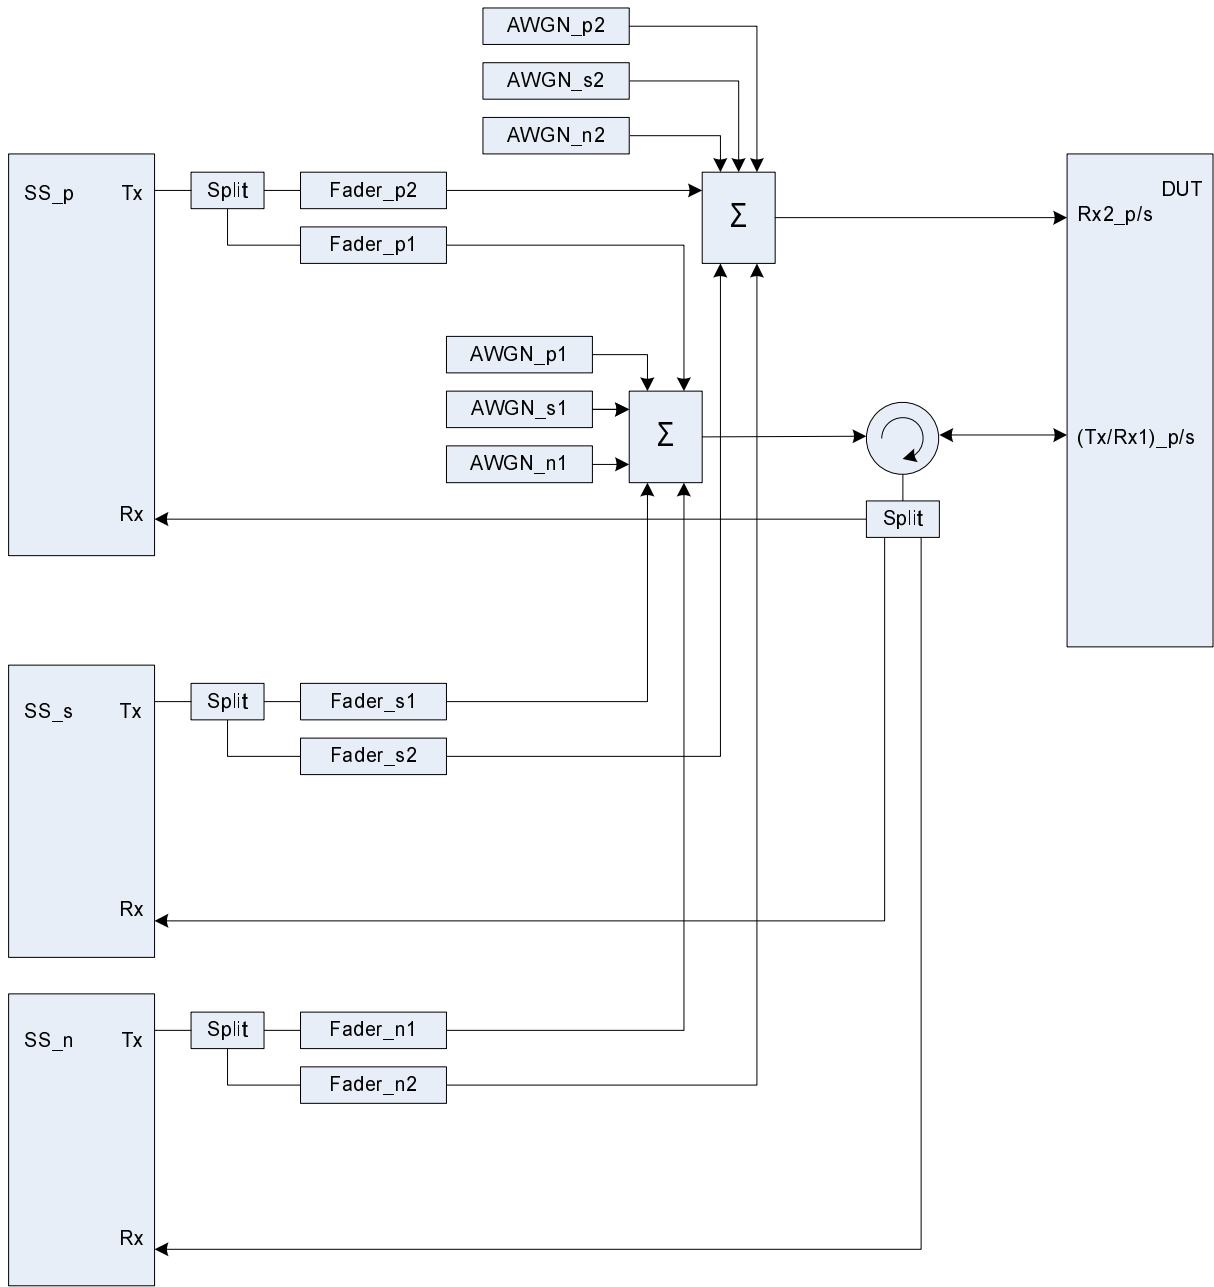 AWGN_p2
AWGN_s2
AWGN_n2
SS_p Tx
Split
Fader_p2
Fader_p1
Σ
DUT
Rx2_p/s
AWGN_p1
AWGN_s1
AWGN_n1
Σ
(Tx/Rx1)_p/s
Rx
Split
SS_s Tx
Split
Fader_s1
Fader_s2
Rx
SS_n Tx
Split
Fader_n1
Fader_n2
Rx